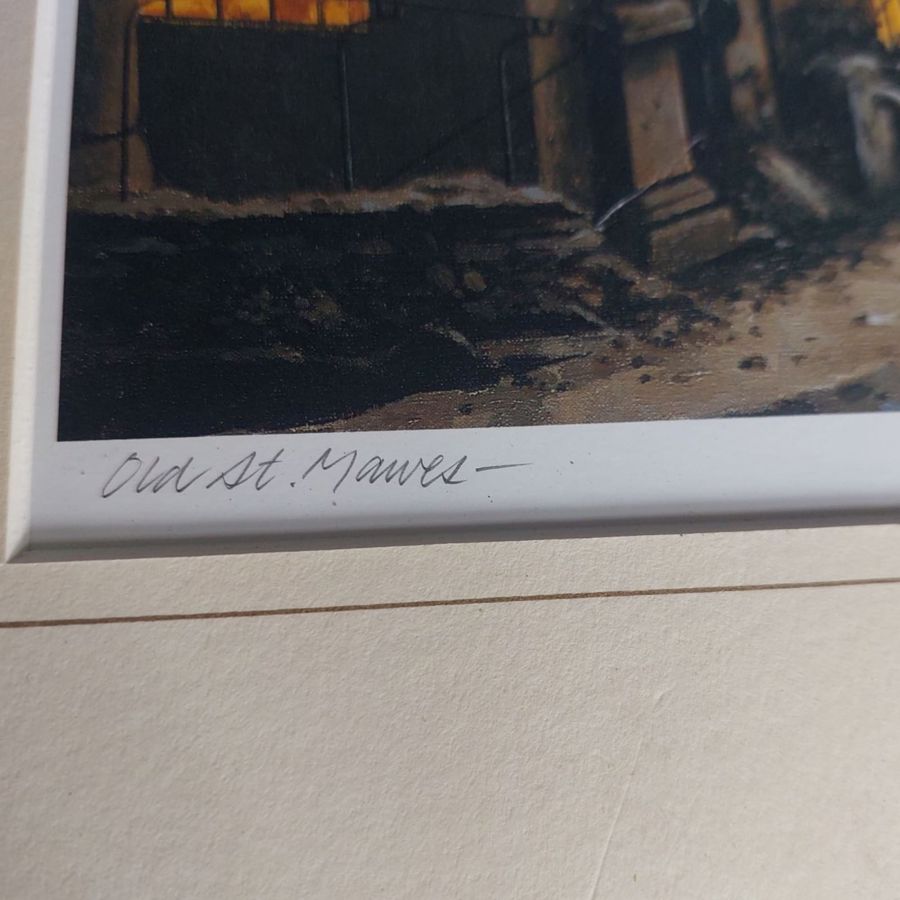 Old St. Mawes —